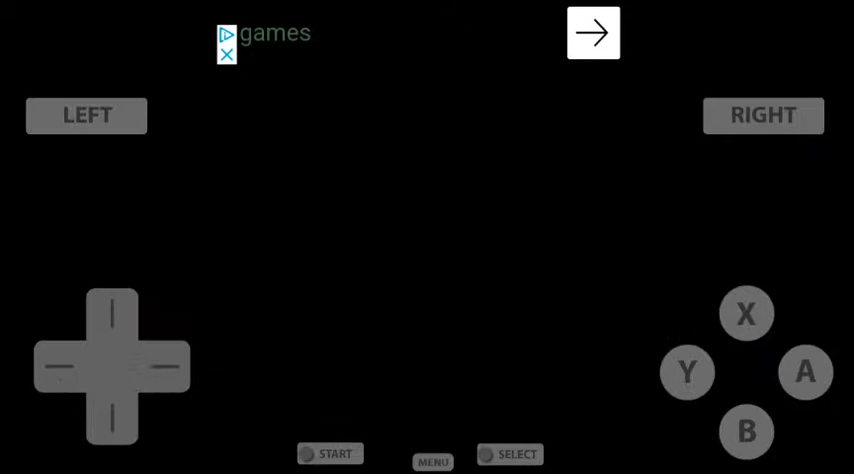 games
LEFT
RIGHT
X
Y
A
B
START
MENU
SELECT